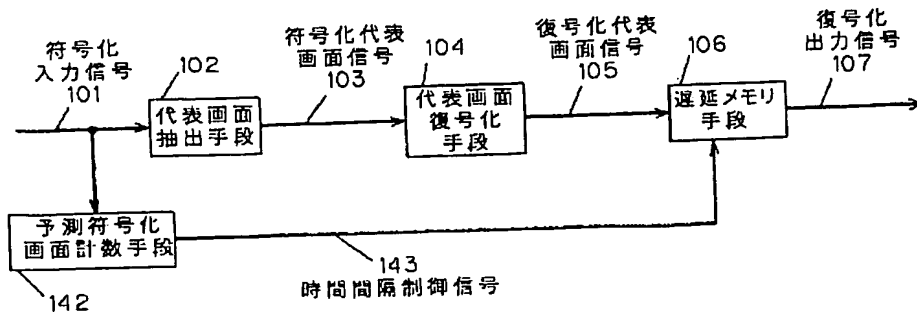 符号化
入力信号
101
102
代表画面
抽出手段
符号化代表
画面信号
103
104
代表画面
復号化
手段
復号化代表
画面信号
105
106
遅延メモリ
手段
復号化
出力信号
107
予測符号化
画面計数手段
142
143
時間間隔制御信号